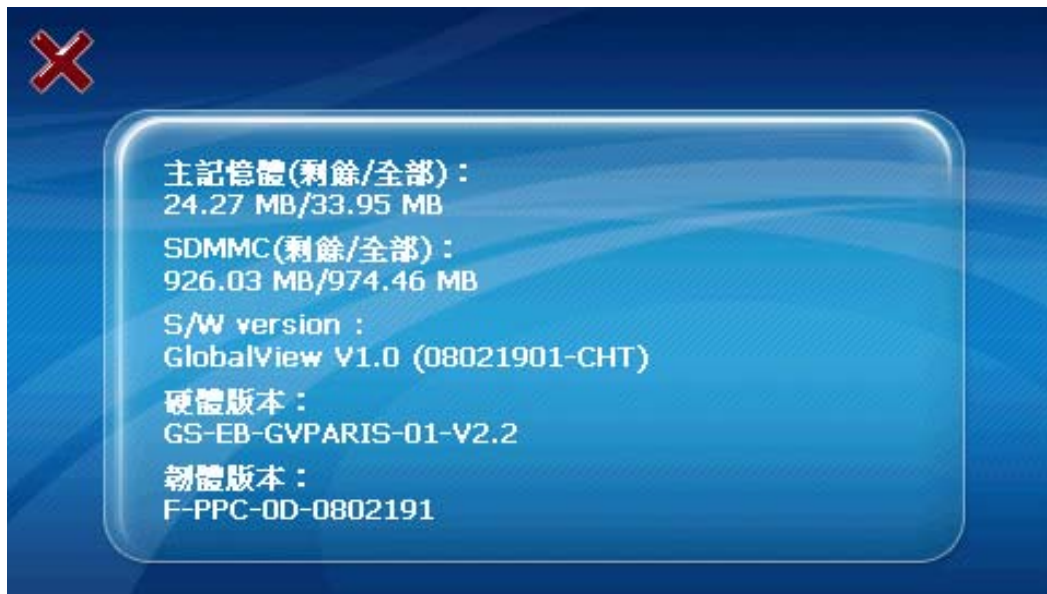 主記憶體(剩餘/全部)：
24.27 MB/33.95 MB
SDMMC(剩餘/全部)：
926.03 MB/974.46 MB
S/W version：
GlobalView V1.0 (08021901-CHT)
硬體版本：
GS-EB-GVPARIS-01-V2.2
韌體版本：
F-PPC-0D-0802191